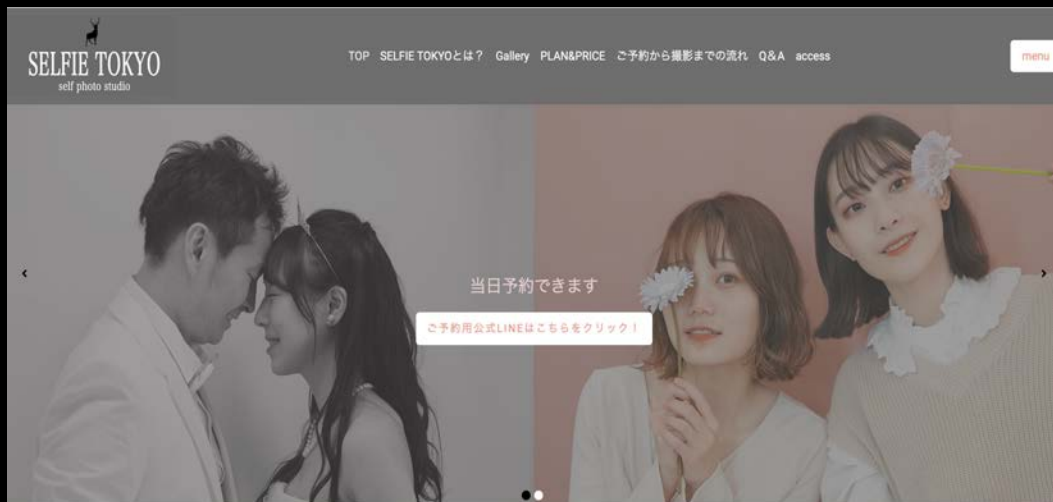 SELFIE TOKYO
self photo studio
TOP SELFIE TOKYOとは？ Gallery PLAN&PRICE ご予約から撮影までの流れ Q&A access
menu
当日予約できます
ご予約用公式LINEはこちらをクリック！